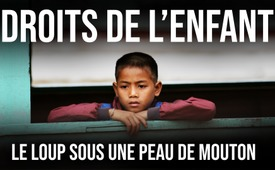 DROITS DE L'ENFANT
LE LOUP SOUS UNE PEAU DE MOUTON